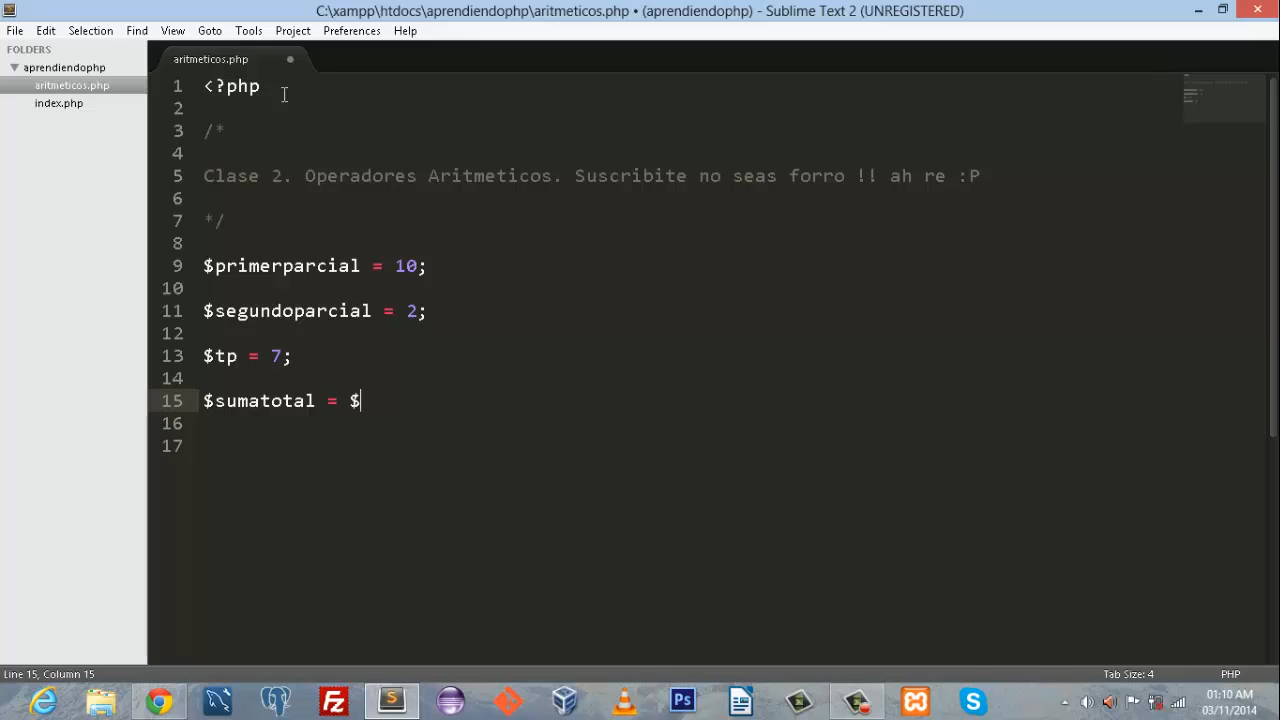 C:\xampp\htdocs\aprendiendophp\aritmeticos.php • (aprendiendophp) - Sublime Text 2 (UNREGISTERED)
File Edit Selection Find View Goto Tools Project Preferences Help
FOLDERS
aprendiendophp
aritmeticos.php
index.php
aritmeticos.php
1 <?php
2
3 /*
4
5 Clase 2. Operadores Aritmeticos. Suscribite no seas forro !! ah re :P
6
7 */
8
9 $primerparcial = 10;
10
11 $segundoparcial = 2;
12
13 $tp = 7;
14
15 $sumatotal = $
16
17
Line 15, Column 15 Tab Size: 4 PHP
01:10 AM
03/11/2014